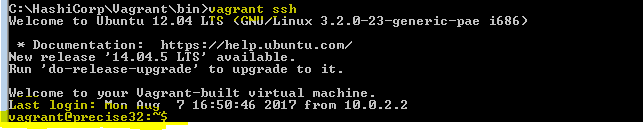 C:\HashiCorp\Vagrant\bin>vagrant ssh
Welcome to Ubuntu 12.04 LTS (GNU/Linux 3.2.0-23-generic-pae i686)
* Documentation:  https://help.ubuntu.com/
New release '14.04.5 LTS' available.
Run 'do-release-upgrade' to upgrade to it.
Welcome to your Vagrant-built virtual machine.
Last login: Mon Aug  7 16:50:46 2017 from 10.0.2.2
vagrant@precise32:~$